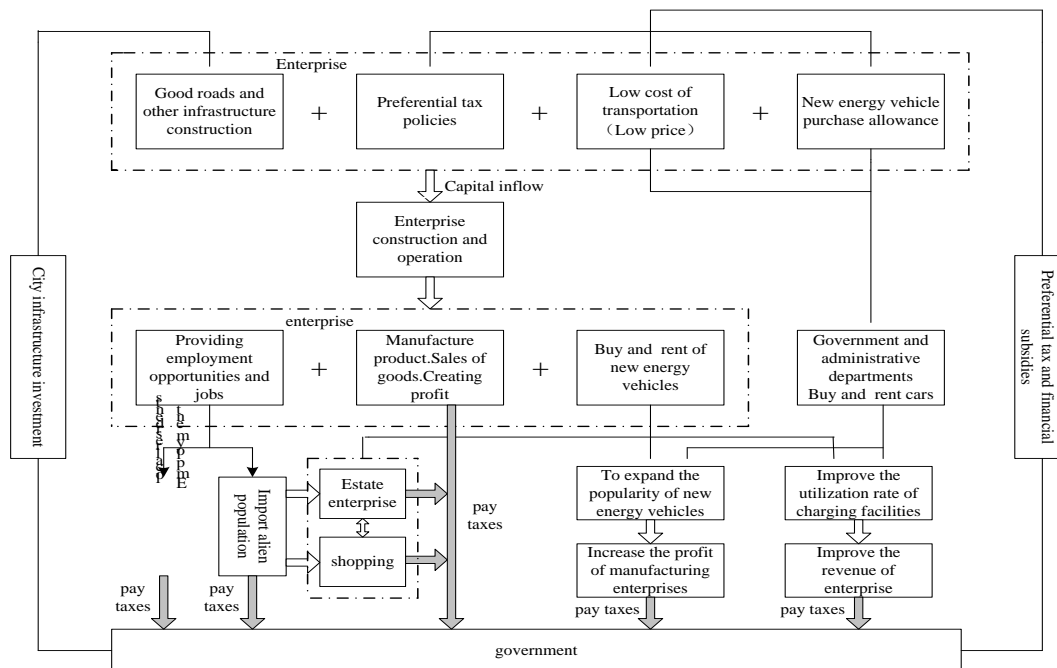 Enterprise
Good roads and
other infrastructure
construction
+
Preferential tax
policies
+
Low cost of
transportation
（Low price）
+
New energy vehicle
purchase allowance
Capital inflow
Enterprise
construction and
operation
City infrastructure investment
Preferential tax and financial
subsidies
enterprise
Providing
employment
opportunities and
jobs
+
Manufacture
product.Sales of
goods.Creating
profit
+
Buy and rent of
new energy
vehicles
Government and
administrative
departments
Buy and rent cars
Import alien
population
Estate
enterprise
shopping
pay
taxes
To expand the
popularity of new
energy vehicles
Improve the
utilization rate of
charging facilities
Increase the profit
of manufacturing
enterprises
Improve the
revenue of
enterprise
pay
taxes
pay
taxes
pay taxes
pay taxes
government